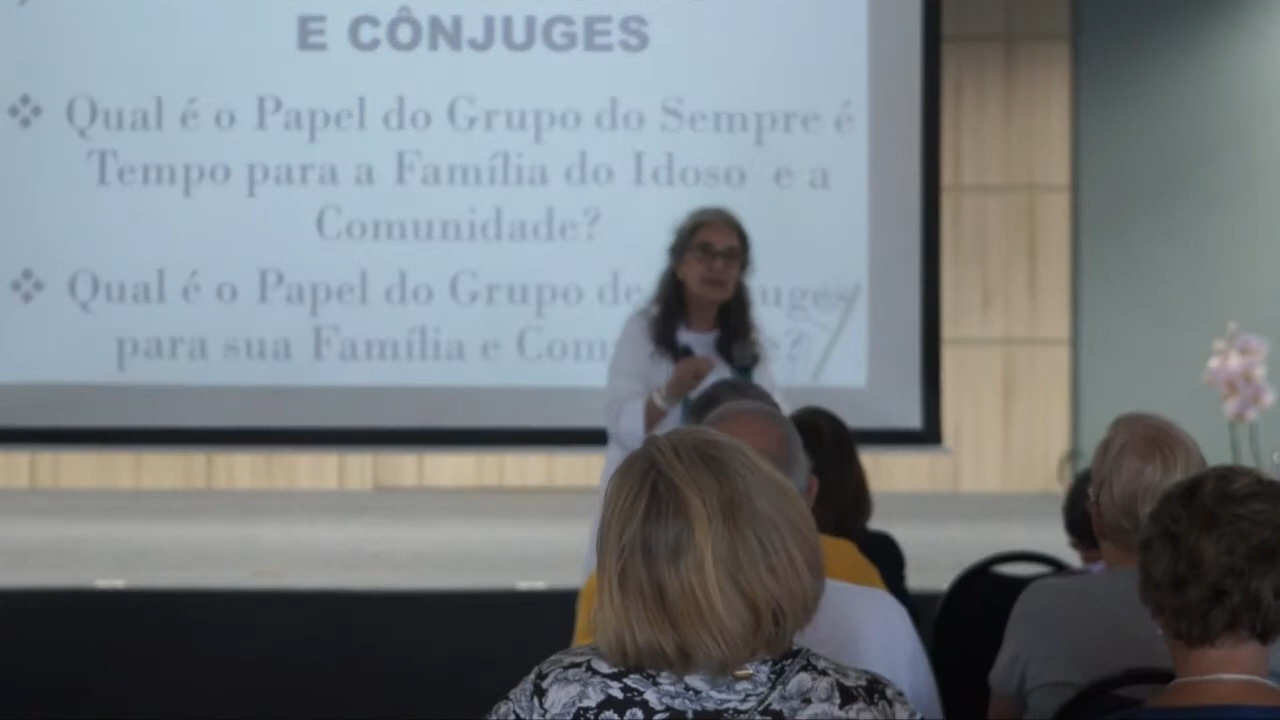 E CÔNJUGES
❖ Qual é o Papel do Grupo do Sempre é
Tempo para a Família do Idoso e a
Comunidade?
❖ Qual é o Papel do Grupo de
para sua Família e